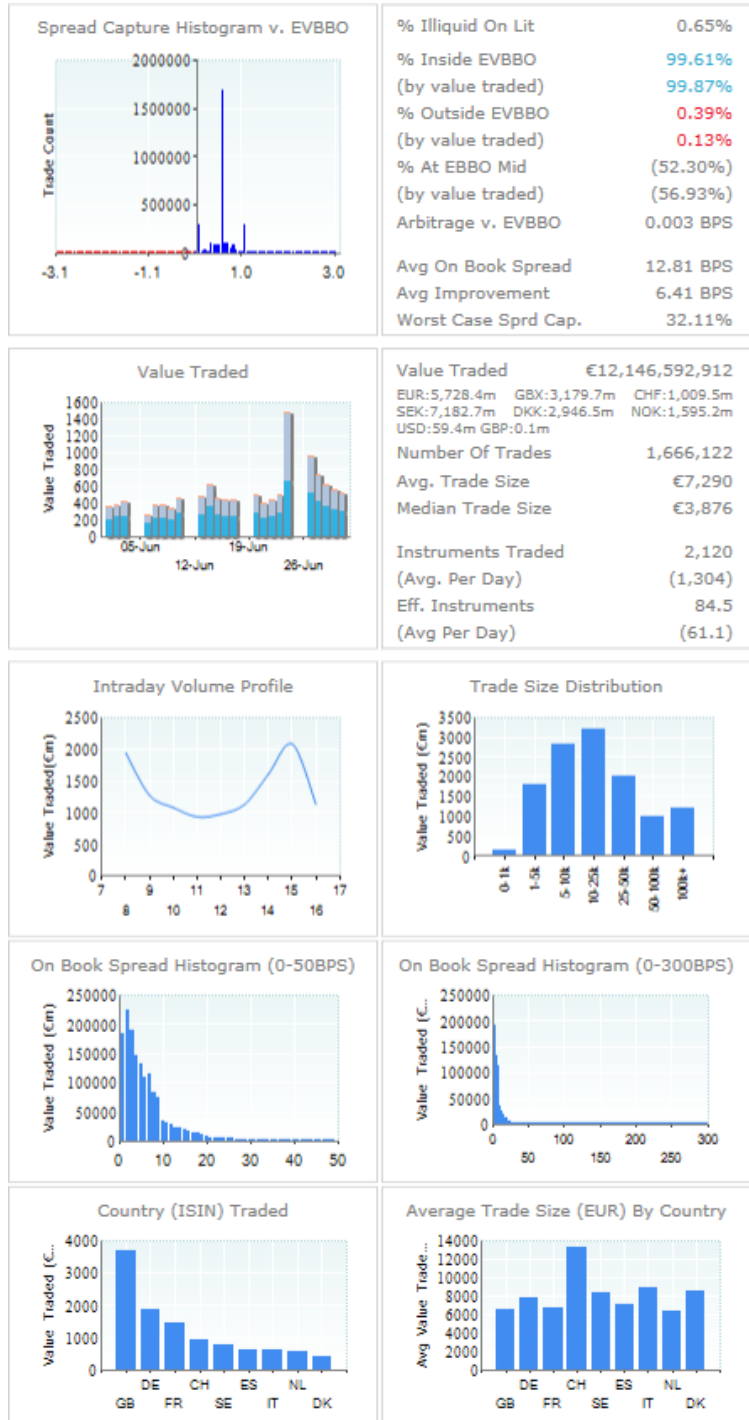 Spread Capture Histogram v. EVBBO
Trade Count
2000000
1500000
1000000
500000
0
-3.1 -1.1 1.0 3.0
% Illiquid On Lit 0.65%
% Inside EVBBO 99.61%
(by value traded) 99.87%
% Outside EVBBO 0.39%
(by value traded) 0.13%
% At EBBO Mid (52.30%)
(by value traded) (56.93%)
Arbitrage v. EVBBO 0.003 BPS
Avg On Book Spread 12.81 BPS
Avg Improvement 6.41 BPS
Worst Case Sprd Cap. 32.11%
Value Traded
Value Traded
1600
1400
1200
1000
800
600
400
200
0
05-Jun 19-Jun
12-Jun 26-Jun
Value Traded €12,146,592,912
EUR:5,728.4m GBX:3,179.7m CHF:1,009.5m
SEK:7,182.7m DKK:2,946.5m NOK:1,595.2m
USD:59.4m GBP:0.1m
Number Of Trades 1,666,122
Avg. Trade Size €7,290
Median Trade Size €3,876
Instruments Traded 2,120
(Avg. Per Day) (1,304)
Eff. Instruments 84.5
(Avg Per Day) (61.1)
Intraday Volume Profile
Value Traded(€m)
2500
2000
1500
1000
500
0
7 9 11 13 15 17
8 10 12 14 16
Trade Size Distribution
Value Traded (€m)
3500
3000
2500
2000
1500
1000
500
0
0-1k 1-5k 5-10k 10-25k 25-50k 50-100k 100k+
On Book Spread Histogram (0-50BPS)
Value Traded (€m)
250000
200000
150000
100000
50000
0
0 10 20 30 40 50
On Book Spread Histogram (0-300BPS)
Value Traded (€...
250000
200000
150000
100000
50000
0
0 100 200 300
50 150 250
Country (ISIN) Traded
Value Traded (€...
4000
3000
2000
1000
0
DE CH ES NL
GB FR SE IT DK
Average Trade Size (EUR) By Country
Avg Value Trade...
14000
12000
10000
8000
6000
4000
2000
0
DE CH ES NL
GB FR SE IT DK